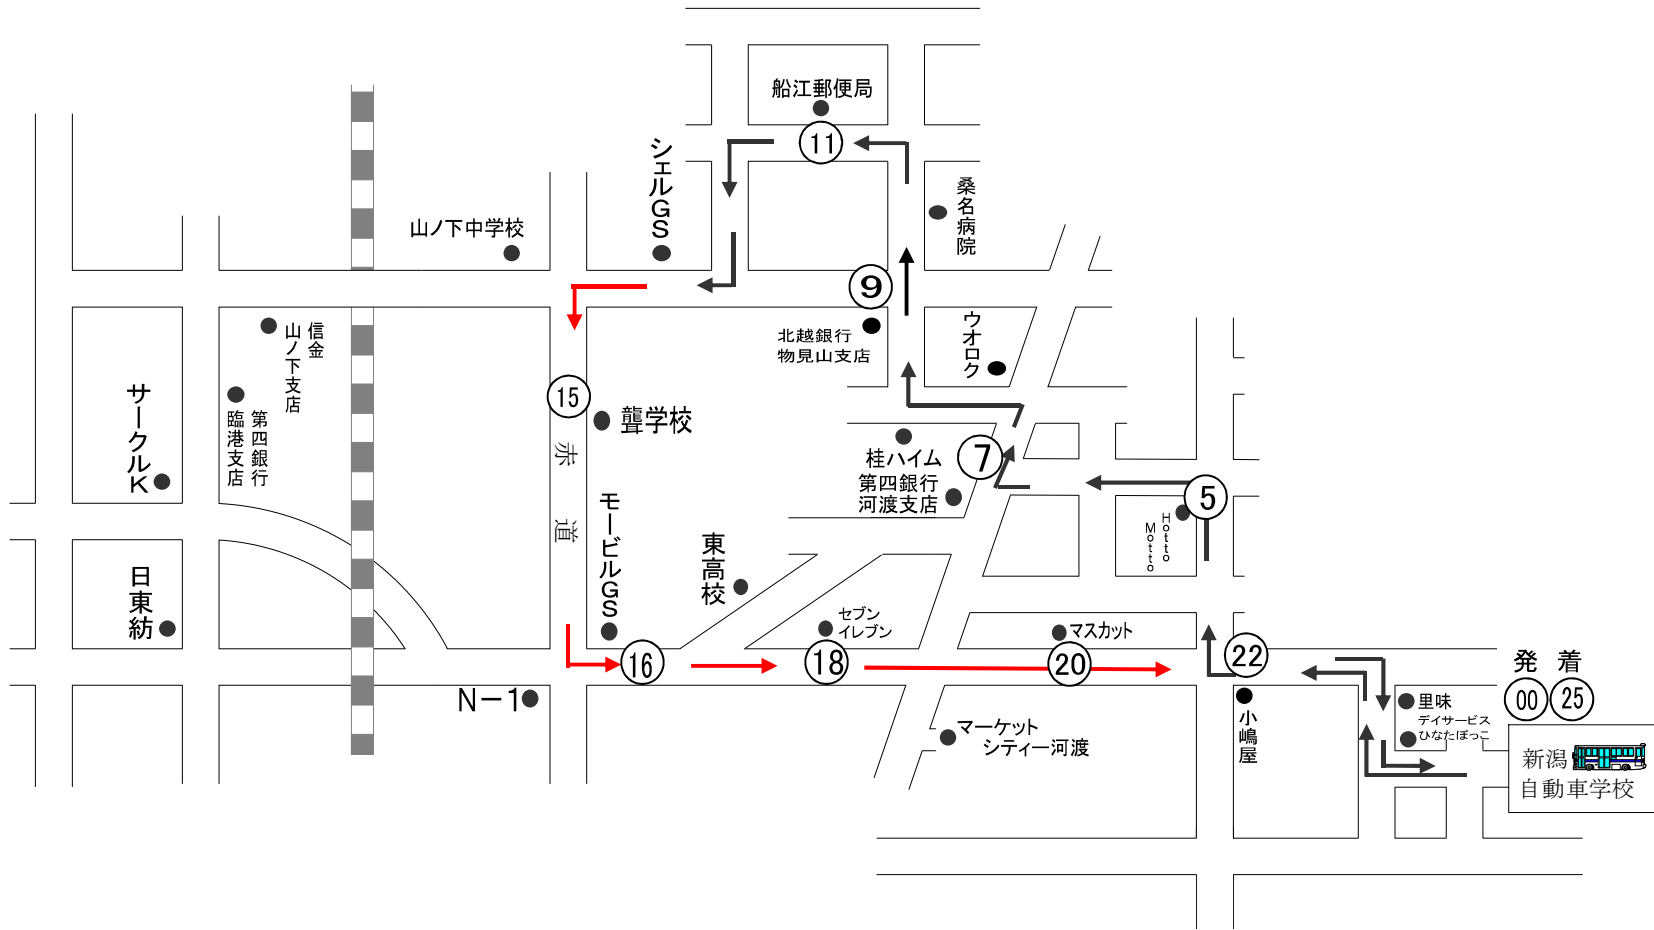 船江郵便局
11
シェルGS
桑名病院
山ノ下中学校
9
北越銀行
物見山支店
ウオロク
信金
山ノ下支店
サークルK
第四銀行
臨港支店
15
聾学校
赤道
7
桂ハイム
第四銀行
河渡支店
5
Hotto
Motto
モービルGS
東高校
日東紡
セブン
イレブン
マスカット
16
18
20
22
発 着
00 25
N－1
小嶋屋
里味
デイサービス
ひなたぼっこ
マーケット
シティー河渡
新潟
自動車学校